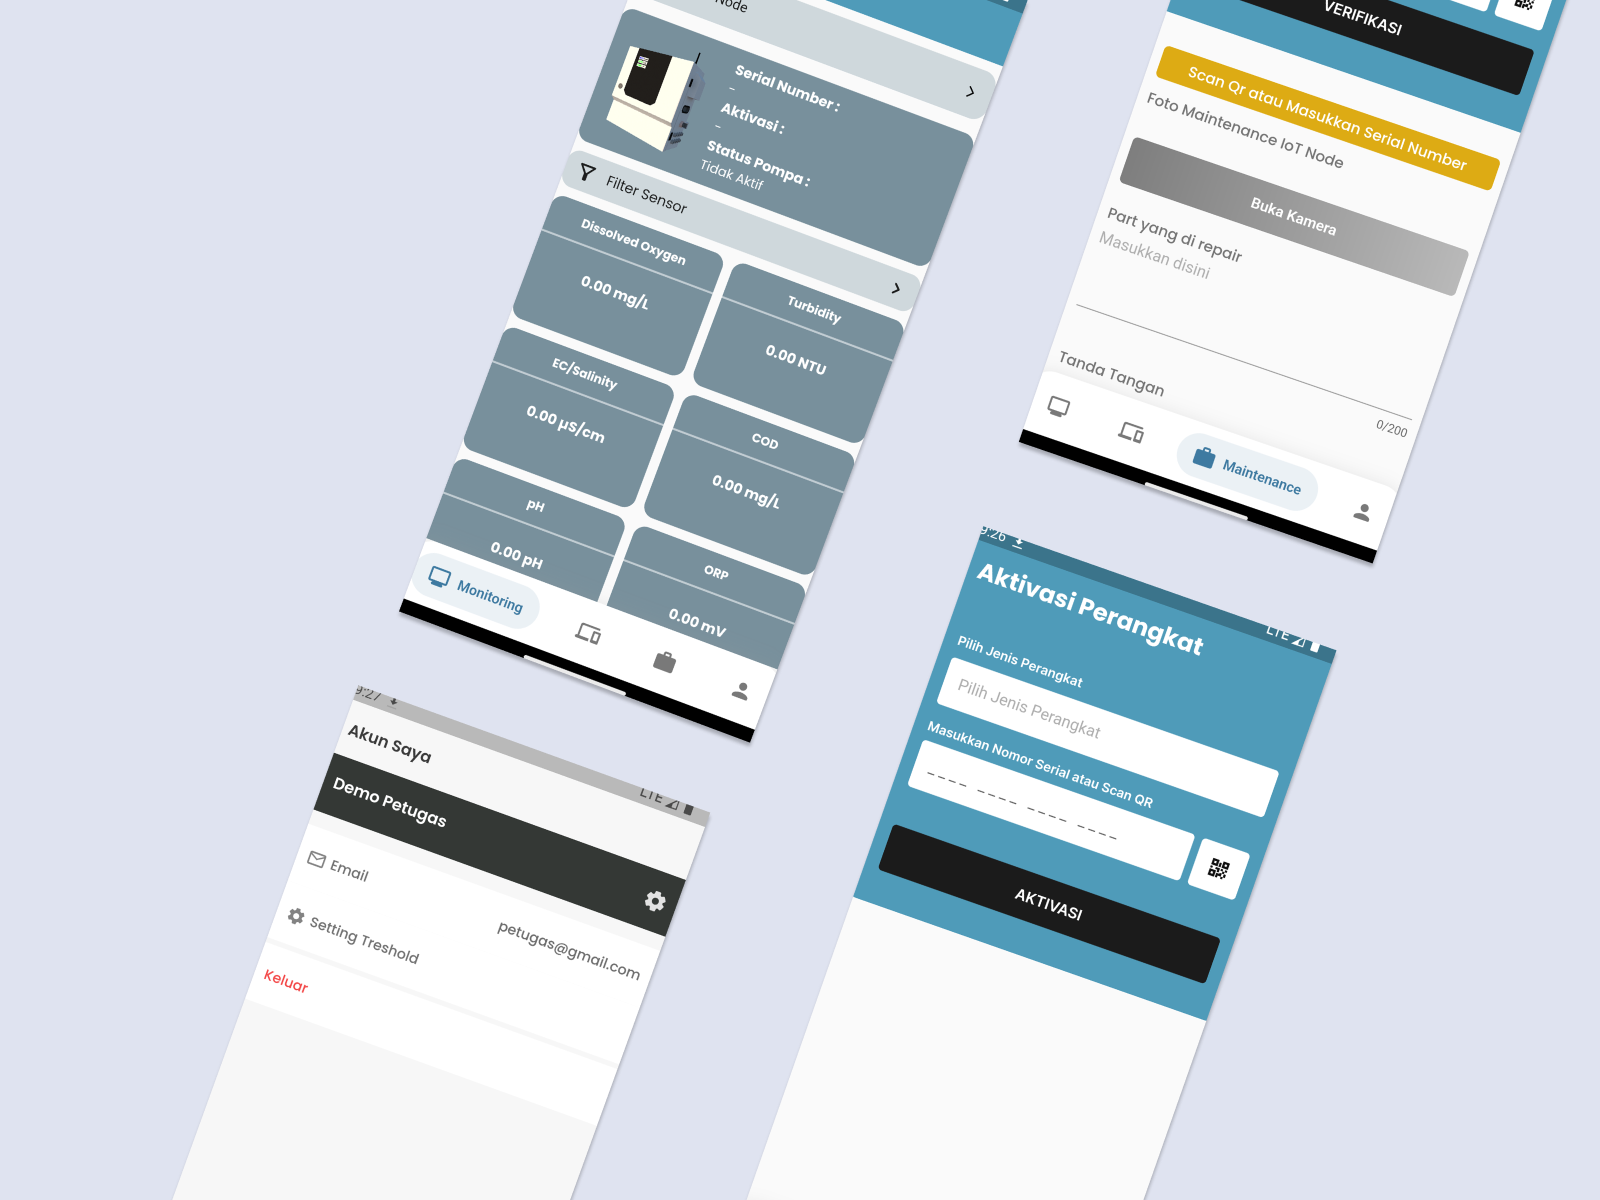 Node
Serial Number :
–
Aktivasi :
–
Status Pompa :
Tidak Aktif
Filter Sensor
Dissolved Oxygen
0.00 mg/L
Turbidity
0.00 NTU
EC/Salinity
0.00 µS/cm
COD
0.00 mg/L
pH
0.00 pH
ORP
0.00 mV
Monitoring
VERIFIKASI
Scan Qr atau Masukkan Serial Number
Foto Maintenance IoT Node
Buka Kamera
Part yang di repair
Masukkan disini
0/200
Tanda Tangan
Maintenance
9:27
LTE
Akun Saya
Demo Petugas
Email
petugas@gmail.com
Setting Treshold
Keluar
9:26
LTE
Aktivasi Perangkat
Pilih Jenis Perangkat
Pilih Jenis Perangkat
Masukkan Nomor Serial atau Scan QR
____ - ____ - ____ - ____
AKTIVASI